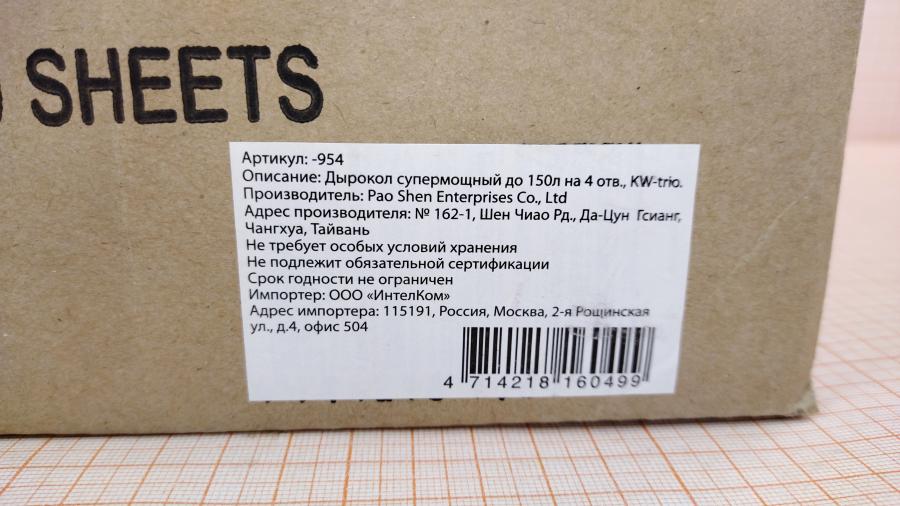 SHEETS
Артикул: -954
Описание: Дырокол супермощный до 150л на 4 отв., KW-trio.
Производитель: Pao Shen Enterprises Co., Ltd
Адрес производителя: № 162-1, Шен Чиао Рд., Да-Цун Гсианг,
Чангхуа, Тайвань
Не требует особых условий хранения
Не подлежит обязательной сертификации
Срок годности не ограничен
Импортер: ООО «ИнтелКом»
Адрес импортера: 115191, Россия, Москва, 2-я Рощинская
ул., д.4, офис 504
4 714218 160499